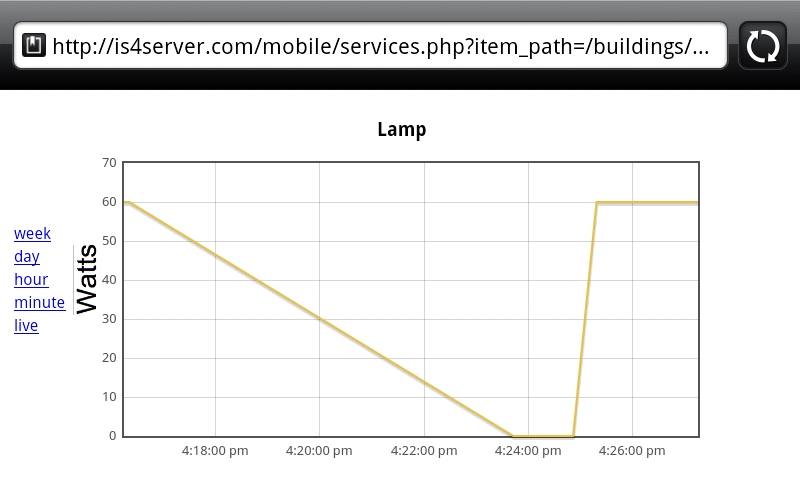 http://is4server.com/mobile/services.php?item_path=/buildings/...
Lamp
week
day
hour
minute
live
Watts
70
60
50
40
30
20
10
0
4:18:00 pm 4:20:00 pm 4:22:00 pm 4:24:00 pm 4:26:00 pm